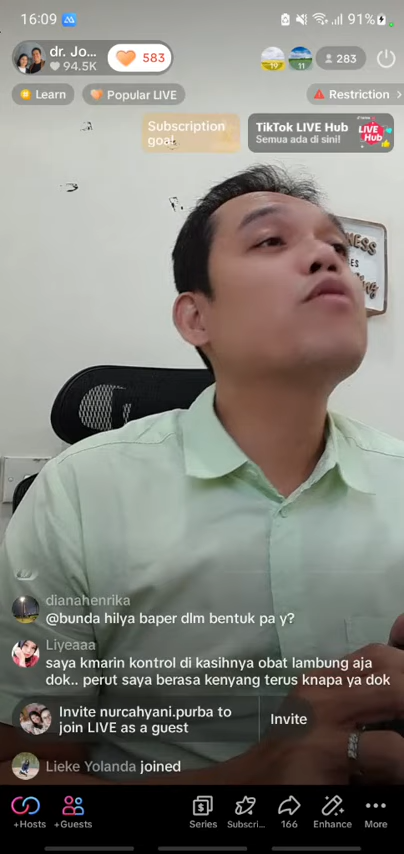 16:09
91%
dr. Jo...
94.5K
583
10
11
283
Learn
Popular LIVE
Restriction
Subscription
goal
TikTok LIVE Hub
Semua ada di sini!
LIVE
Hub
NESS
ES
dianahenrika
@bunda hilya baper dlm bentuk pa y?
Liyeaaa
saya kmarin kontrol di kasihnya obat lambung aja
dok.. perut saya berasa kenyang terus knapa ya dok
Invite nurcahyani.purba to
join LIVE as a guest
Invite
Lieke Yolanda joined
+Hosts
+Guests
Series
Subscri...
166
Enhance
More